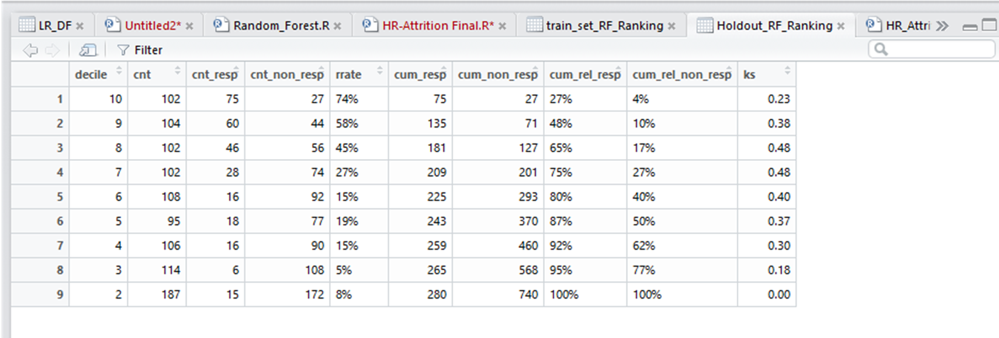 LR_DF Untitled2* Random_Forest.R HR-Attrition Final.R* train_set_RF_Ranking Holdout_RF_Ranking HR_Attri
Filter
decile cnt cnt_resp cnt_non_resp rrate cum_resp cum_non_resp cum_rel_resp cum_rel_non_resp ks
1 10 102 75 27 74% 75 27 27% 4% 0.23
2 9 104 60 44 58% 135 71 48% 10% 0.38
3 8 102 46 56 45% 181 127 65% 17% 0.48
4 7 102 28 74 27% 209 201 75% 27% 0.48
5 6 108 16 92 15% 225 293 80% 40% 0.40
6 5 95 18 77 19% 243 370 87% 50% 0.37
7 4 106 16 90 15% 259 460 92% 62% 0.30
8 3 114 6 108 5% 265 568 95% 77% 0.18
9 2 187 15 172 8% 280 740 100% 100% 0.00